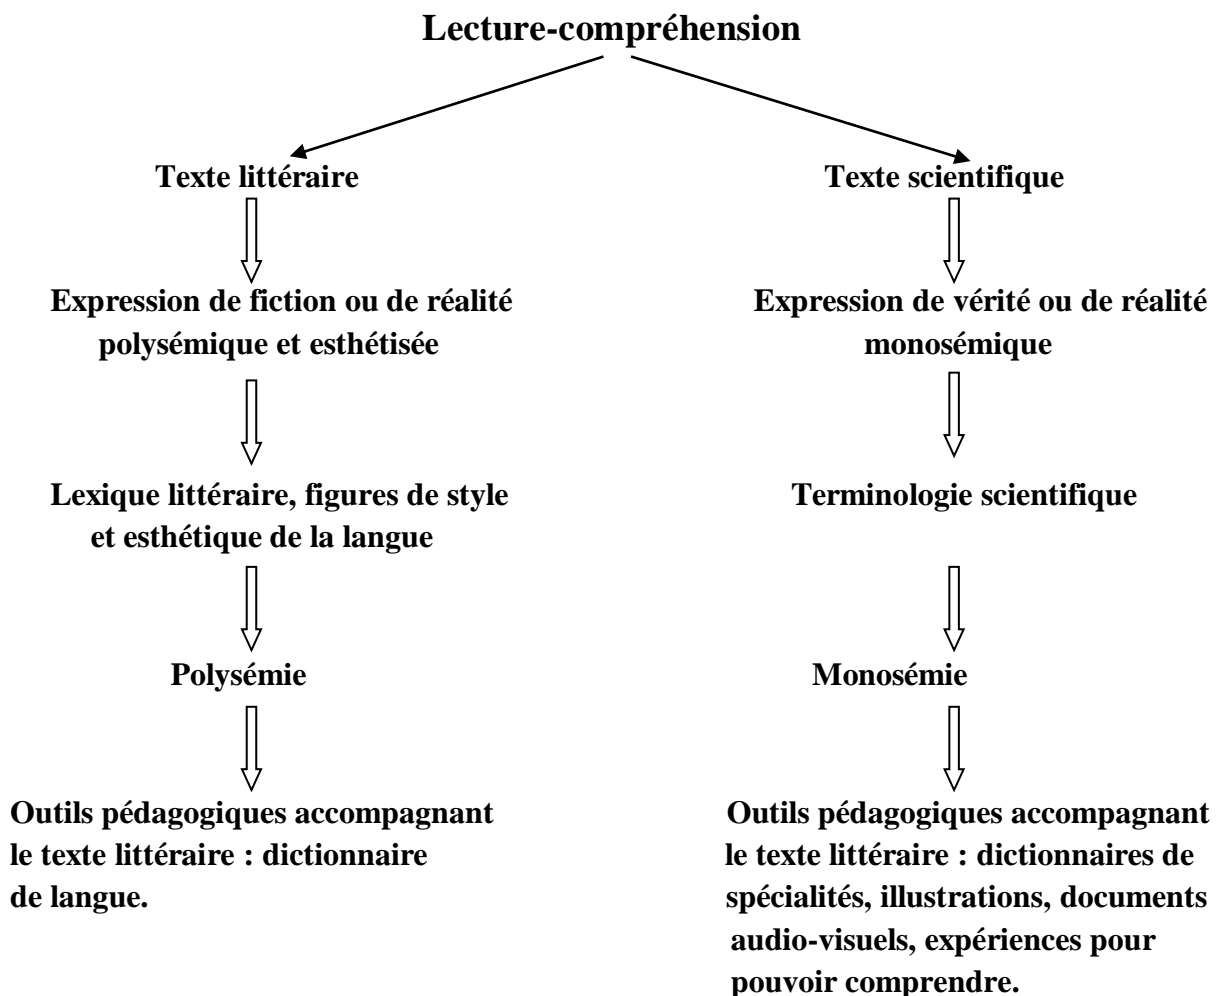 Lecture-compréhension
Texte littéraire
Texte scientifique
Expression de fiction ou de réalité
polysémique et esthétisée
Expression de vérité ou de réalité
monosémique
Lexique littéraire, figures de style
et esthétique de la langue
Terminologie scientifique
Polysémie
Monosémie
Outils pédagogiques accompagnant
le texte littéraire : dictionnaire
de langue.
Outils pédagogiques accompagnant
le texte littéraire : dictionnaires de
spécialités, illustrations, documents
audio-visuels, expériences pour
pouvoir comprendre.